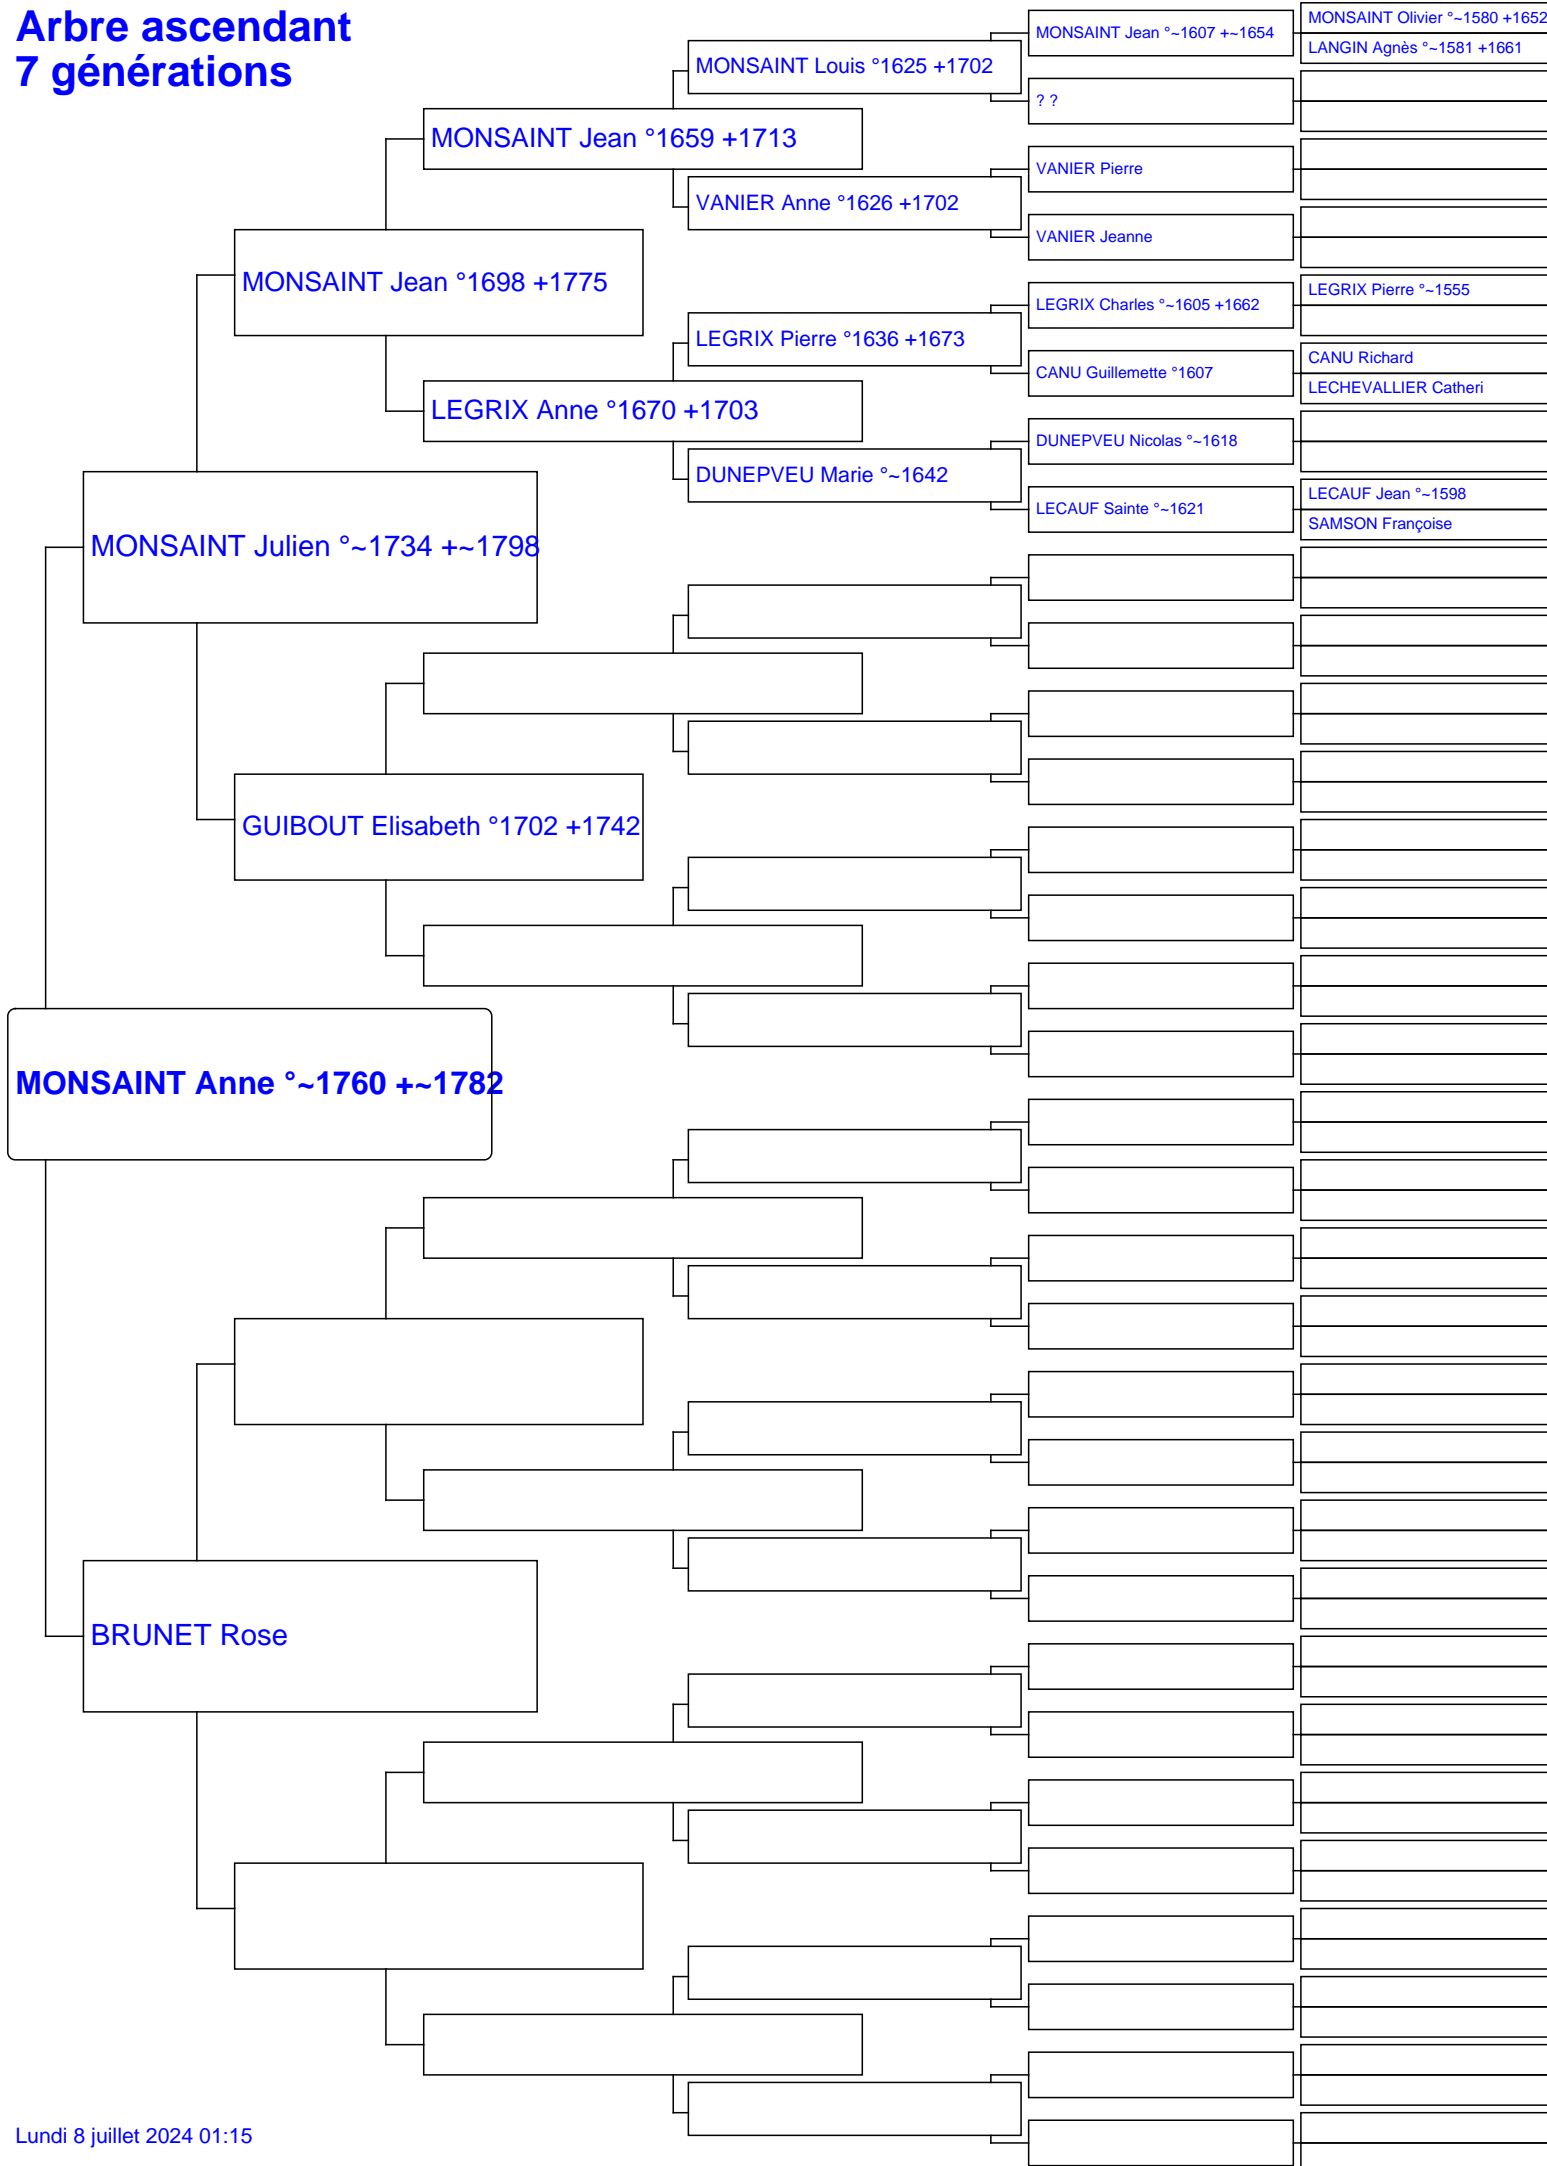 Arbre ascendant
7 générations
MONSAINT Anne °~1760 +~1782
MONSAINT Julien °~1734 +~1798
BRUNET Rose
MONSAINT Jean °1698 +1775
GUIBOUT Elisabeth °1702 +1742
MONSAINT Jean °1659 +1713
LEGRIX Anne °1670 +1703
MONSAINT Louis °1625 +1702
VANIER Anne °1626 +1702
LEGRIX Pierre °1636 +1673
DUNEPVEU Marie °~1642
MONSAINT Jean °~1607 +~1654
? ?
VANIER Pierre
VANIER Jeanne
LEGRIX Charles °~1605 +1662
CANU Guillemette °1607
DUNEPVEU Nicolas °~1618
LECAUF Sainte °~1621
MONSAINT Olivier °~1580 +1652
LANGIN Agnès °~1581 +1661
LEGRIX Pierre °~1555
CANU Richard
LECHEVALLIER Catheri
LECAUF Jean °~1598
SAMSON Françoise
Lundi 8 juillet 2024 01:15